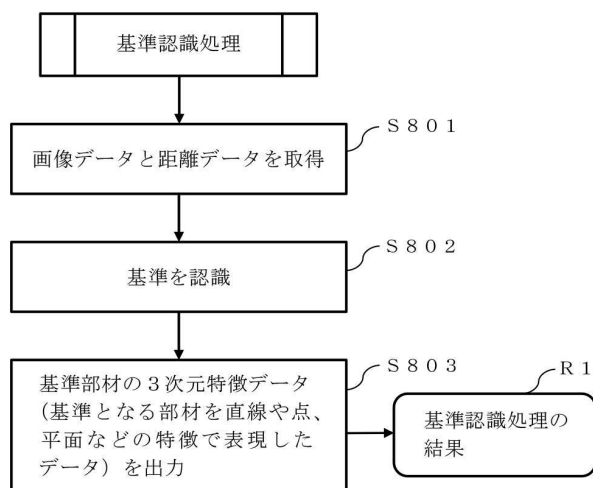 基準認識処理
Ｓ８０１
画像データと距離データを取得
Ｓ８０２
基準を認識
Ｓ８０３
基準部材の３次元特徴データ
（基準となる部材を直線や点、
平面などの特徴で表現した
データ）を出力
Ｒ１
基準認識処理の
結果